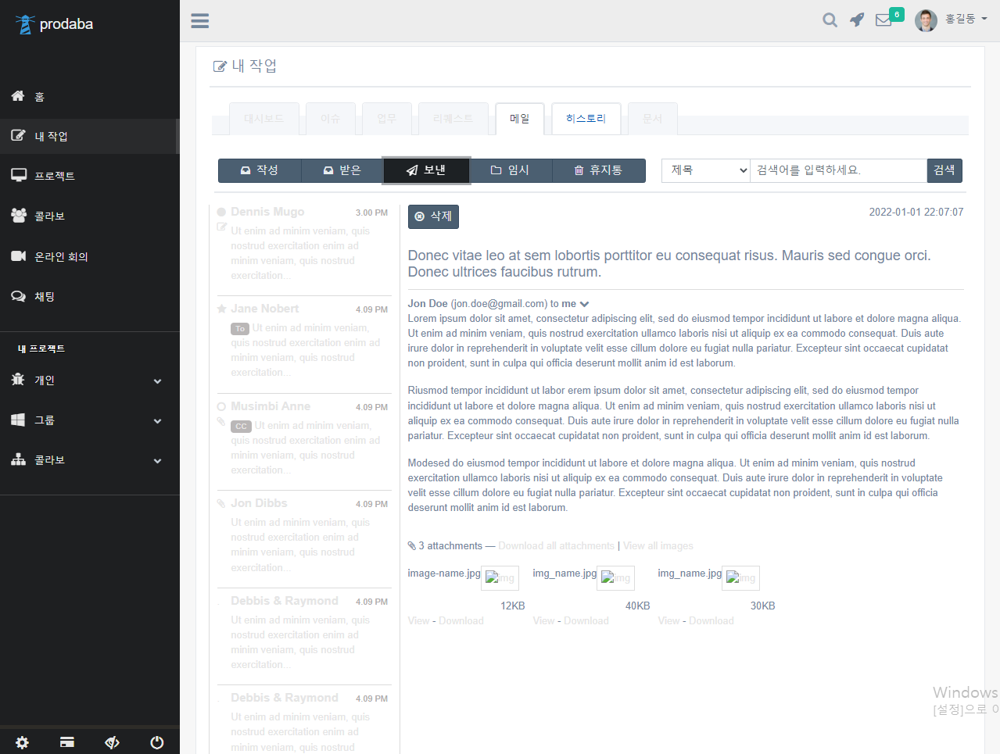 prodaba
6
홍길동
홈
내 작업
프로젝트
콜라보
온라인 회의
채팅
내 프로젝트
개인
그룹
콜라보
내 작업
대시보드
이슈
업무
리퀘스트
메일
히스토리
문서
작성
받은
보낸
임시
휴지통
제목
검색어를 입력하세요.
검색
Dennis Mugo 3.00 PM
Ut enim ad minim veniam, quis
nostrud exercitation enim ad
minim veniam, quis nostrud
exercitation...
Jane Nobert 4.09 PM
To Ut enim ad minim veniam,
quis nostrud exercitation enim ad
minim veniam, quis nostrud
exercitation...
Musimbi Anne 4.09 PM
CC Ut enim ad minim veniam,
quis nostrud exercitation enim ad
minim veniam, quis nostrud
exercitation...
Jon Dibbs 4.09 PM
Ut enim ad minim veniam, quis
nostrud exercitation enim ad
minim veniam, quis nostrud
exercitation...
Debbis & Raymond 4.09 PM
Ut enim ad minim veniam, quis
nostrud exercitation enim ad
minim veniam, quis nostrud
exercitation...
Debbis & Raymond 4.09 PM
Ut enim ad minim veniam, quis
nostrud exercitation enim ad
minim veniam, quis nostrud
삭제
2022-01-01 22:07:07
Donec vitae leo at sem lobortis porttitor eu consequat risus. Mauris sed congue orci.
Donec ultrices faucibus rutrum.
Jon Doe (jon.doe@gmail.com) to me
Lorem ipsum dolor sit amet, consectetur adipiscing elit, sed do eiusmod tempor incididunt ut labore et dolore magna aliqua.
Ut enim ad minim veniam, quis nostrud exercitation ullamco laboris nisi ut aliquip ex ea commodo consequat. Duis aute
irure dolor in reprehenderit in voluptate velit esse cillum dolore eu fugiat nulla pariatur. Excepteur sint occaecat cupidatat
non proident, sunt in culpa qui officia deserunt mollit anim id est laborum.
Riusmod tempor incididunt ut labor erem ipsum dolor sit amet, consectetur adipiscing elit, sed do eiusmod tempor
incididunt ut labore et dolore magna aliqua. Ut enim ad minim veniam, quis nostrud exercitation ullamco laboris nisi ut
aliquip ex ea commodo consequat. Duis aute irure dolor in reprehenderit in voluptate velit esse cillum dolore eu fugiat nulla
pariatur. Excepteur sint occaecat cupidatat non proident, sunt in culpa qui officia deserunt mollit anim id est laborum.
Modesed do eiusmod tempor incididunt ut labore et dolore magna aliqua. Ut enim ad minim veniam, quis nostrud
exercitation ullamco laboris nisi ut aliquip ex ea commodo consequat. Duis aute irure dolor in reprehenderit in voluptate
velit esse cillum dolore eu fugiat nulla pariatur. Excepteur sint occaecat cupidatat non proident, sunt in culpa qui officia
deserunt mollit anim id est laborum.
3 attachments — Download all attachments | View all images
image-name.jpg img img_name.jpg img img_name.jpg img
12KB 40KB 30KB
View - Download View - Download View - Download
Windows
[설정]으로 이